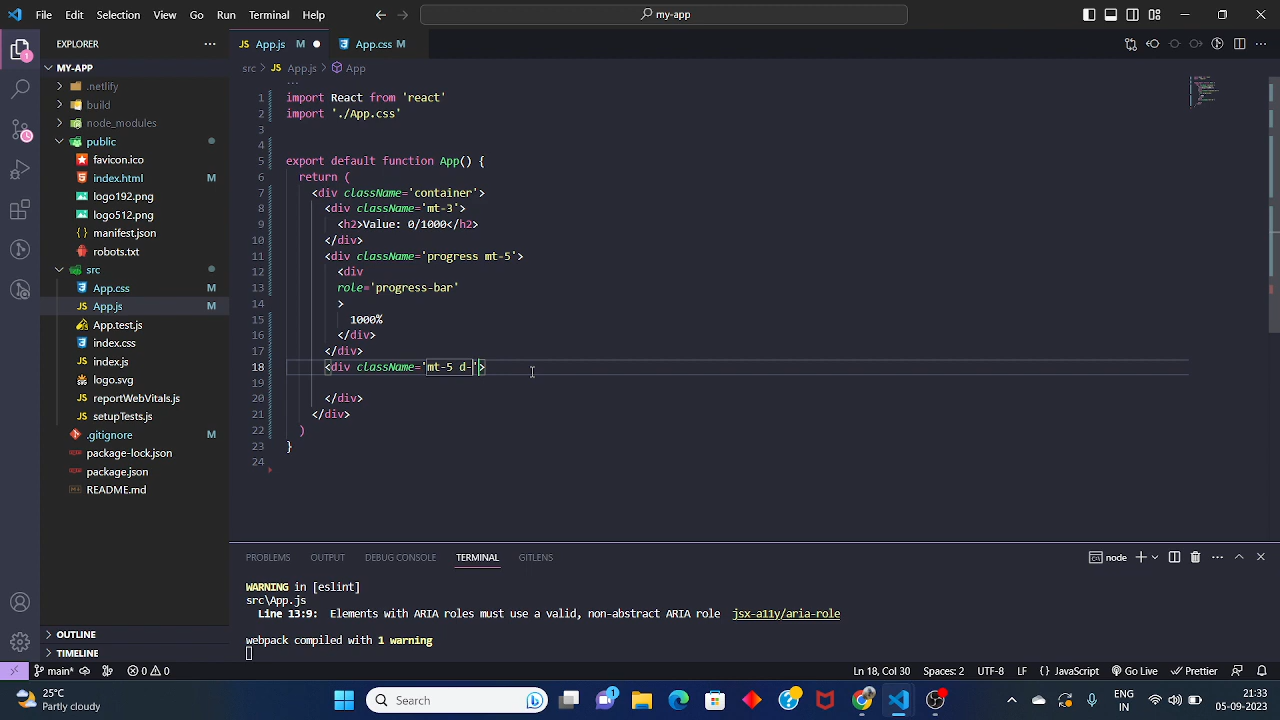 File Edit Selection View Go Run Terminal Help
my-app
EXPLORER
App.js M
App.css M
MY-APP
src > JS App.js > App
.netlify
build
node_modules
public
favicon.ico
index.html M
logo192.png
logo512.png
manifest.json
robots.txt
src
App.css M
App.js M
App.test.js
index.css
index.js
logo.svg
reportWebVitals.js
setupTests.js
.gitignore M
package-lock.json
package.json
README.md
OUTLINE
TIMELINE
1 import React from 'react'
2 import './App.css'
3
4
5 export default function App() {
6 return (
7 <div className='container'>
8 <div className='mt-3'>
9 <h2>Value: 0/1000</h2>
10 </div>
11 <div className='progress mt-5'>
12 <div
13 role='progress-bar'
14 >
15 1000%
16 </div>
17 </div>
18 <div className='mt-5 d-'>
19
20 </div>
21 </div>
22 )
23 }
24
PROBLEMS OUTPUT DEBUG CONSOLE TERMINAL GITLENS
node
WARNING in [eslint]
src\App.js
Line 13:9: Elements with ARIA roles must use a valid, non-abstract ARIA role jsx-a11y/aria-role
webpack compiled with 1 warning
main* 0 0 Ln 18, Col 30 Spaces: 2 UTF-8 LF {} JavaScript Go Live Prettier
25°C
Partly cloudy
Search
1
ENG
IN
21:33
05-09-2023